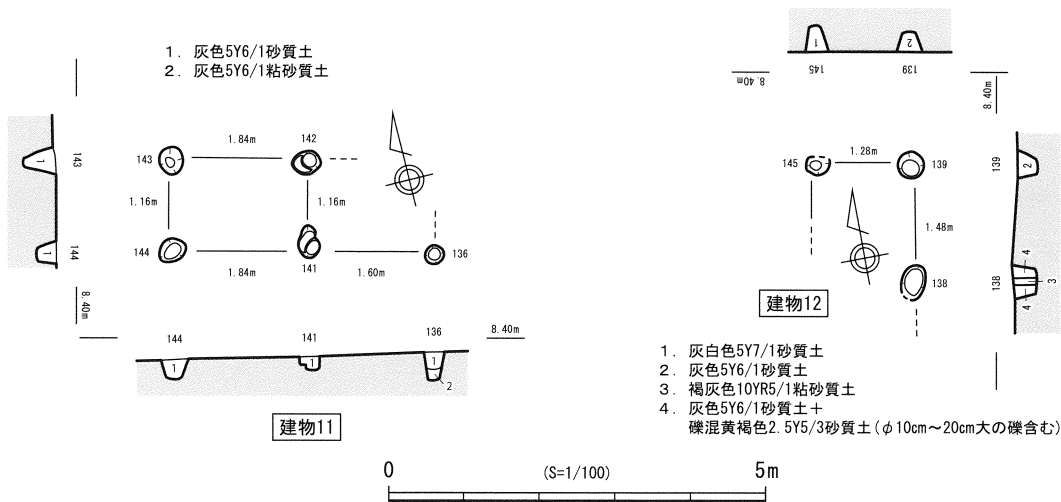 1. 灰色5Y6/1砂質土
2. 灰色5Y6/1粘砂質土
143
1
144
1
8.40m
143
1.84m
142
1.16m
1.16m
144
1.84m
141
1.60m
136
144
141
136
8.40m
1
1
1
2
建物11
1
2
145
139
8.40m
8.40m
145
1.28m
139
1.48m
138
139
2
138
4
3
4
建物12
1. 灰白色5Y7/1砂質土
2. 灰色5Y6/1砂質土
3. 褐灰色10YR5/1粘砂質土
4. 灰色5Y6/1砂質土＋
礫混黄褐色2.5Y5/3砂質土(φ10cm～20cm大の礫含む)
0
(S=1/100)
5m